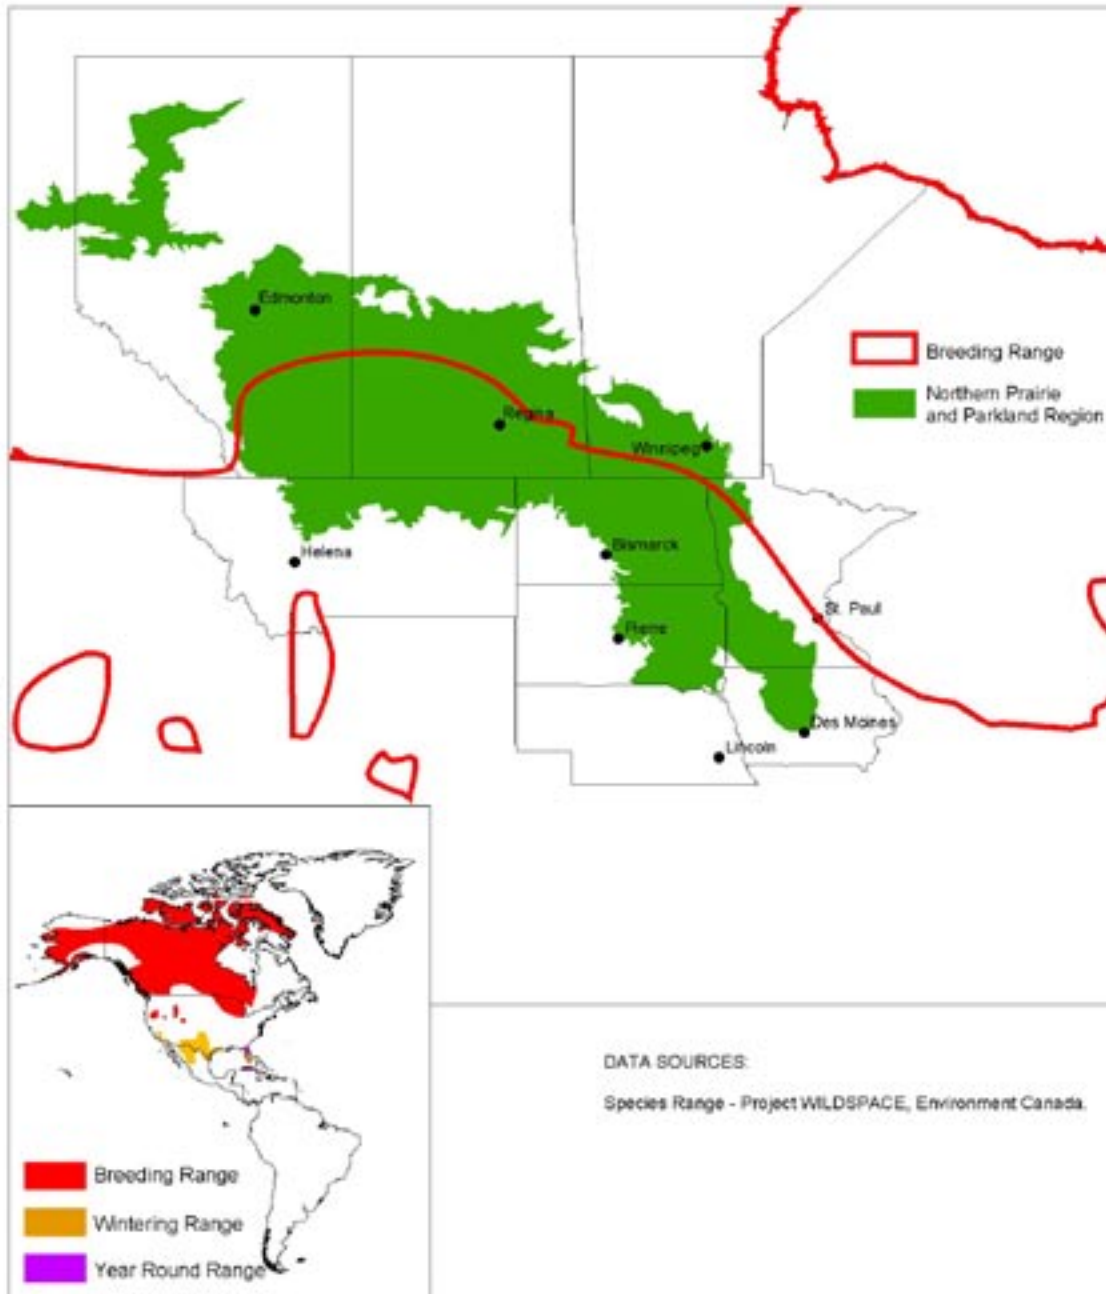 Edmonton
Breeding Range
Northern Prairie
and Parkland Region
Regina
Winnipeg
Helena
Bismarck
St. Paul
Pierre
Des Moines
Lincoln
DATA SOURCES:
Species Range - Project WILDSPACE, Environment Canada.
Breeding Range
Wintering Range
Year Round Range